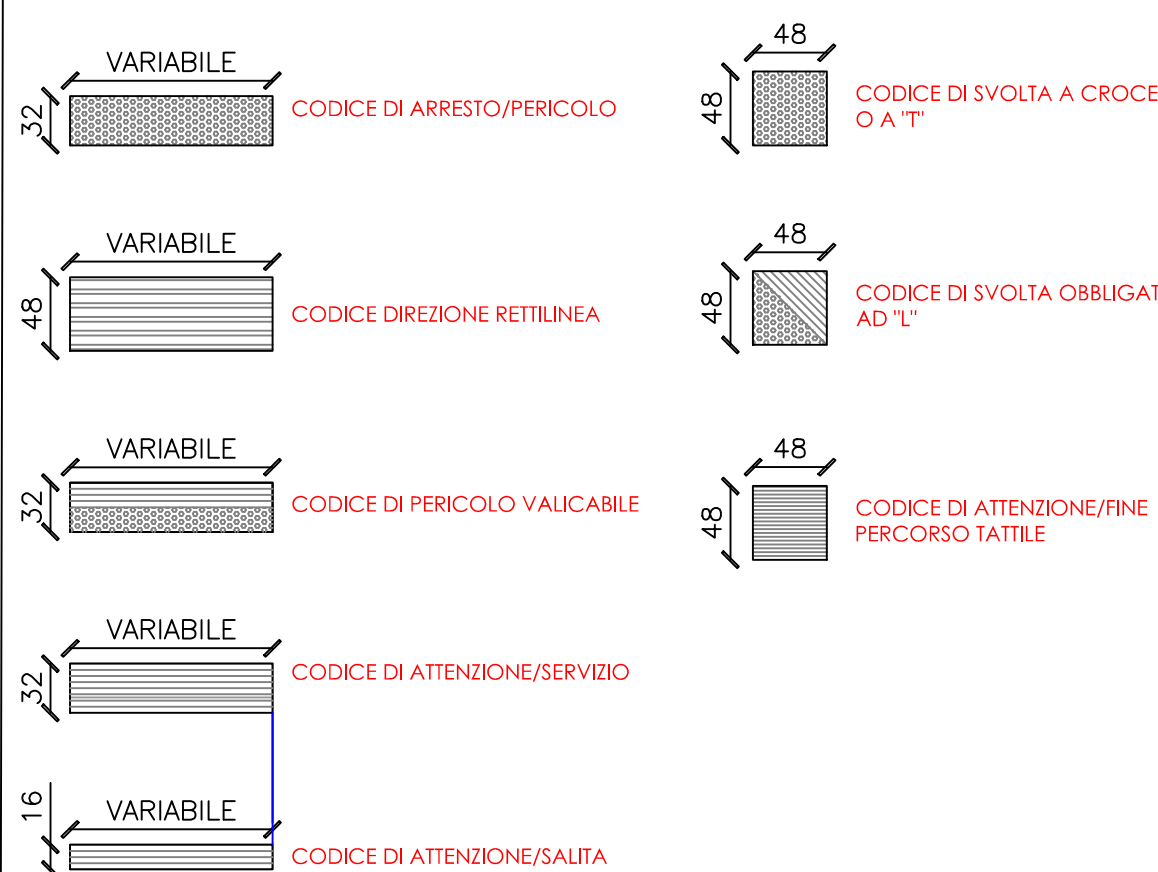 VARIABILE
32
CODICE DI ARRESTO/PERICOLO
48
48
CODICE DI SVOLTA A CROCE
O A "T"
VARIABILE
48
CODICE DIREZIONE RETTILINEA
48
48
CODICE DI SVOLTA OBBLIGAT
AD "L"
VARIABILE
32
CODICE DI PERICOLO VALICABILE
48
48
CODICE DI ATTENZIONE/FINE
PERCORSO TATTILE
VARIABILE
32
CODICE DI ATTENZIONE/SERVIZIO
VARIABILE
16
CODICE DI ATTENZIONE/SALITA